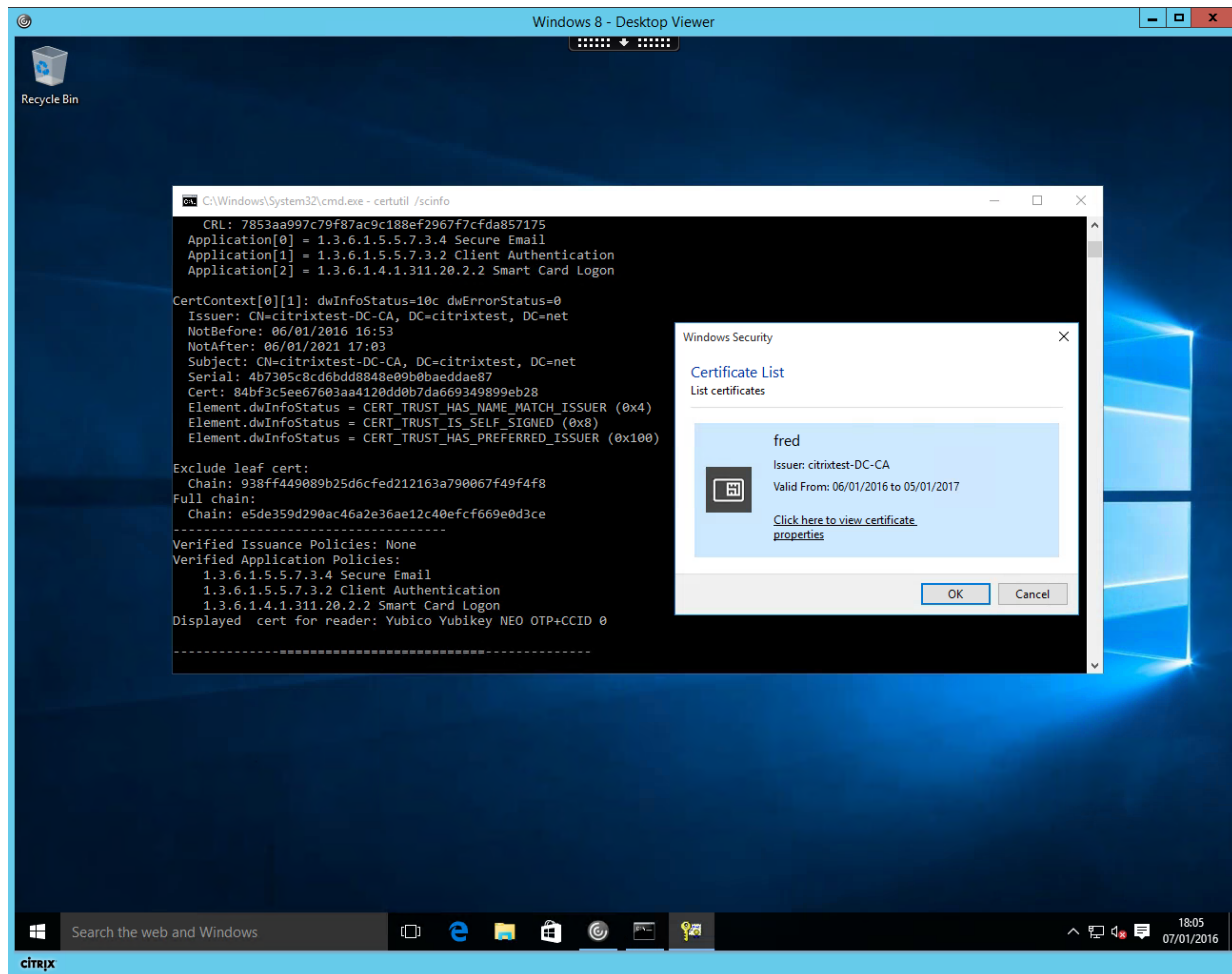 Windows 8 - Desktop Viewer
Recycle Bin
C:\Windows\System32\cmd.exe - certutil /scinfo
CRL: 7853aa997c79f87ac9c188ef2967f7cfda857175
Application[0] = 1.3.6.1.5.5.7.3.4 Secure Email
Application[1] = 1.3.6.1.5.5.7.3.2 Client Authentication
Application[2] = 1.3.6.1.4.1.311.20.2.2 Smart Card Logon
CertContext[0][1]: dwInfoStatus=10c dwErrorStatus=0
Issuer: CN=citrixtest-DC-CA, DC=citrixtest, DC=net
NotBefore: 06/01/2016 16:53
NotAfter: 06/01/2021 17:03
Subject: CN=citrixtest-DC-CA, DC=citrixtest, DC=net
Serial: 4b7305c8cd6bdd8848e09b0baeddae87
Cert: 84bf3c5ee67603aa4120dd0b7da669349899eb28
Element.dwInfoStatus = CERT_TRUST_HAS_NAME_MATCH_ISSUER (0x4)
Element.dwInfoStatus = CERT_TRUST_IS_SELF_SIGNED (0x8)
Element.dwInfoStatus = CERT_TRUST_HAS_PREFERRED_ISSUER (0x100)
Exclude leaf cert:
Chain: 938ff449089b25d6cfed212163a790067f49f4f8
Full chain:
Chain: e5de359d290ac46a2e36ae12c40efcf669e0d3ce
------------------------------------
Verified Issuance Policies: None
Verified Application Policies:
1.3.6.1.5.5.7.3.4 Secure Email
1.3.6.1.5.5.7.3.2 Client Authentication
1.3.6.1.4.1.311.20.2.2 Smart Card Logon
Displayed  cert for reader: Yubico Yubikey NEO OTP+CCID 0
--------------===========================--------------
Windows Security
Certificate List
List certificates
fred
Issuer: citrixtest-DC-CA
Valid From: 06/01/2016 to 05/01/2017
Click here to view certificate
properties
OK
Cancel
Search the web and Windows
18:05
07/01/2016
CITRIX